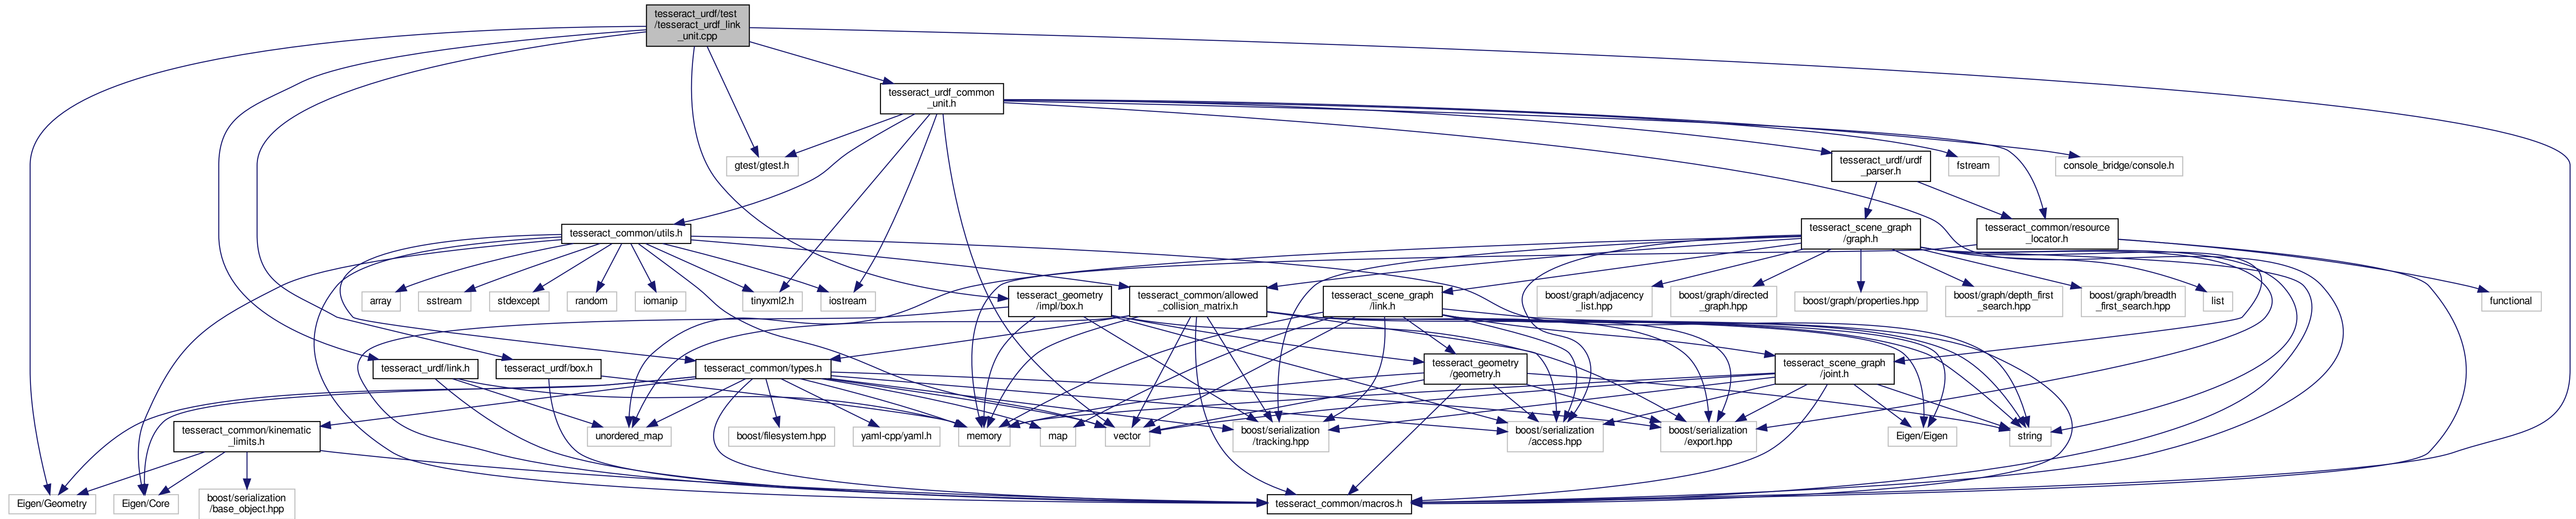 tesseract_urdf/test
/tesseract_urdf_link
_unit.cpp
tesseract_urdf_common
_unit.h
gtest/gtest.h
tesseract_urdf/urdf
_parser.h
fstream
console_bridge/console.h
tesseract_common/utils.h
tesseract_scene_graph
/graph.h
tesseract_common/resource
_locator.h
array
sstream
stdexcept
random
iomanip
tinyxml2.h
iostream
tesseract_geometry
/impl/box.h
tesseract_common/allowed
_collision_matrix.h
tesseract_scene_graph
/link.h
boost/graph/adjacency
_list.hpp
boost/graph/directed
_graph.hpp
boost/graph/properties.hpp
boost/graph/depth_first
_search.hpp
boost/graph/breadth
_first_search.hpp
list
functional
tesseract_urdf/link.h
tesseract_urdf/box.h
tesseract_common/types.h
tesseract_geometry
/geometry.h
tesseract_scene_graph
/joint.h
tesseract_common/kinematic
_limits.h
unordered_map
boost/filesystem.hpp
yaml-cpp/yaml.h
memory
map
vector
boost/serialization
/tracking.hpp
boost/serialization
/access.hpp
boost/serialization
/export.hpp
Eigen/Eigen
string
Eigen/Geometry
Eigen/Core
boost/serialization
/base_object.hpp
tesseract_common/macros.h